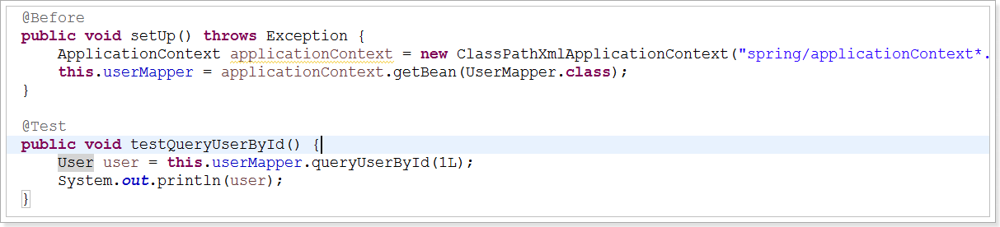 @Before
public void setUp() throws Exception {
    ApplicationContext applicationContext = new ClassPathXmlApplicationContext("spring/applicationContext*.
    this.userMapper = applicationContext.getBean(UserMapper.class);
}
@Test
public void testQueryUserById() {
    User user = this.userMapper.queryUserById(1L);
    System.out.println(user);
}